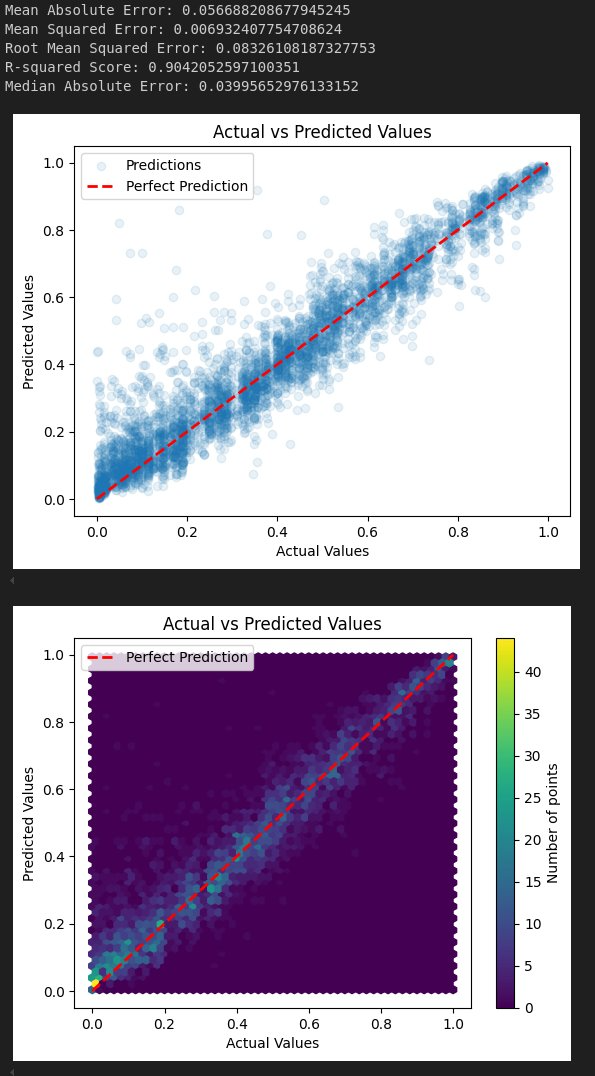 Mean Absolute Error: 0.056688208677945245
Mean Squared Error: 0.006932407754708624
Root Mean Squared Error: 0.08326108187327753
R-squared Score: 0.9042052597100351
Median Absolute Error: 0.03995652976133152
Actual vs Predicted Values
Predictions
Perfect Prediction
1.0
0.8
0.6
0.4
0.2
0.0
Predicted Values
0.0 0.2 0.4 0.6 0.8 1.0
Actual Values
Actual vs Predicted Values
Perfect Prediction
1.0
0.8
0.6
0.4
0.2
0.0
Predicted Values
0.0 0.2 0.4 0.6 0.8 1.0
Actual Values
40
35
30
25
20
15
10
5
0
Number of points